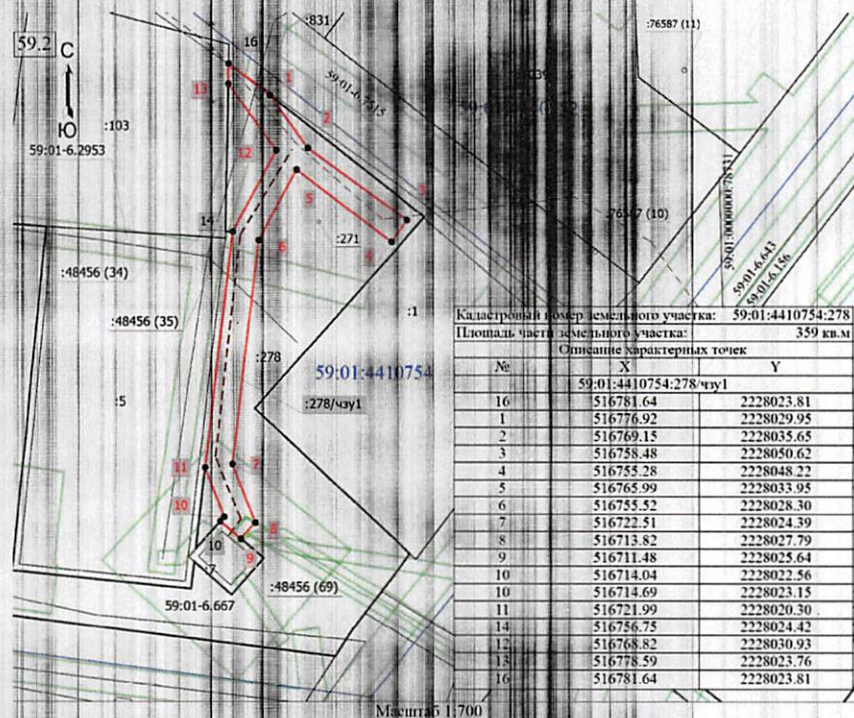 :831
:76587 (11)
59.2
С
16
1
13
59:01-6.7515
2
Ю
:103
59:01-6.2953
12
3
5
14
:76587 (10)
6
:271
4
:48456 (34)
59:01-6.643
59:01-6.156
:1
:48456 (35)
Кадастровый номер земельного участка: 59:01:4410754:278
Площадь части земельного участка: 359 кв.м
Описание характерных точек
№ X Y
59:01:4410754:278/чзу1
16 516781.64 2228023.81
1 516776.92 2228029.95
2 516769.15 2228035.65
3 516758.48 2228050.62
4 516755.28 2228048.22
5 516765.99 2228033.95
6 516755.52 2228028.30
7 516722.51 2228024.39
8 516713.82 2228027.79
9 516711.48 2228025.64
10 516714.04 2228022.56
10 516714.69 2228023.15
11 516721.99 2228020.30
14 516756.75 2228024.42
12 516768.82 2228030.93
13 516778.59 2228023.76
16 516781.64 2228023.81
:278
59:01:4410754
:5
:278/чзу1
11
7
10
8
10
9
:7
:48456 (69)
59:01-6.667
Масштаб 1:700